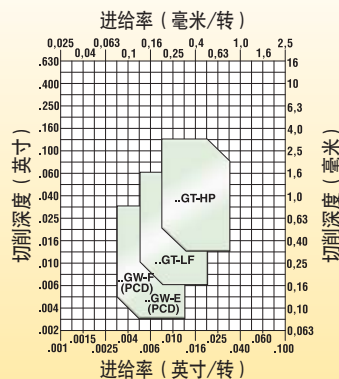 进给率（毫米/转）
0,025 0,063 0,16 0,4 1,0 2,5
0,04 0,1 0,25 0,63 1,6
切削深度（英寸）
.630
.400
.250
.160
.100
.060
.040
.025
.016
.010
.006
.004
.002
..GT-HP
..GT-LF
..GW-F
(PCD)
..GW-E
(PCD)
16
10
6,3
4,0
2,5
1,6
1,0
0,63
0,40
0,25
0,16
0,10
0,063
切削深度（毫米）
.0015 .004 .010 .025 .060
.001 .0025 .006 .016 .040 .100
进给率（英寸/转）